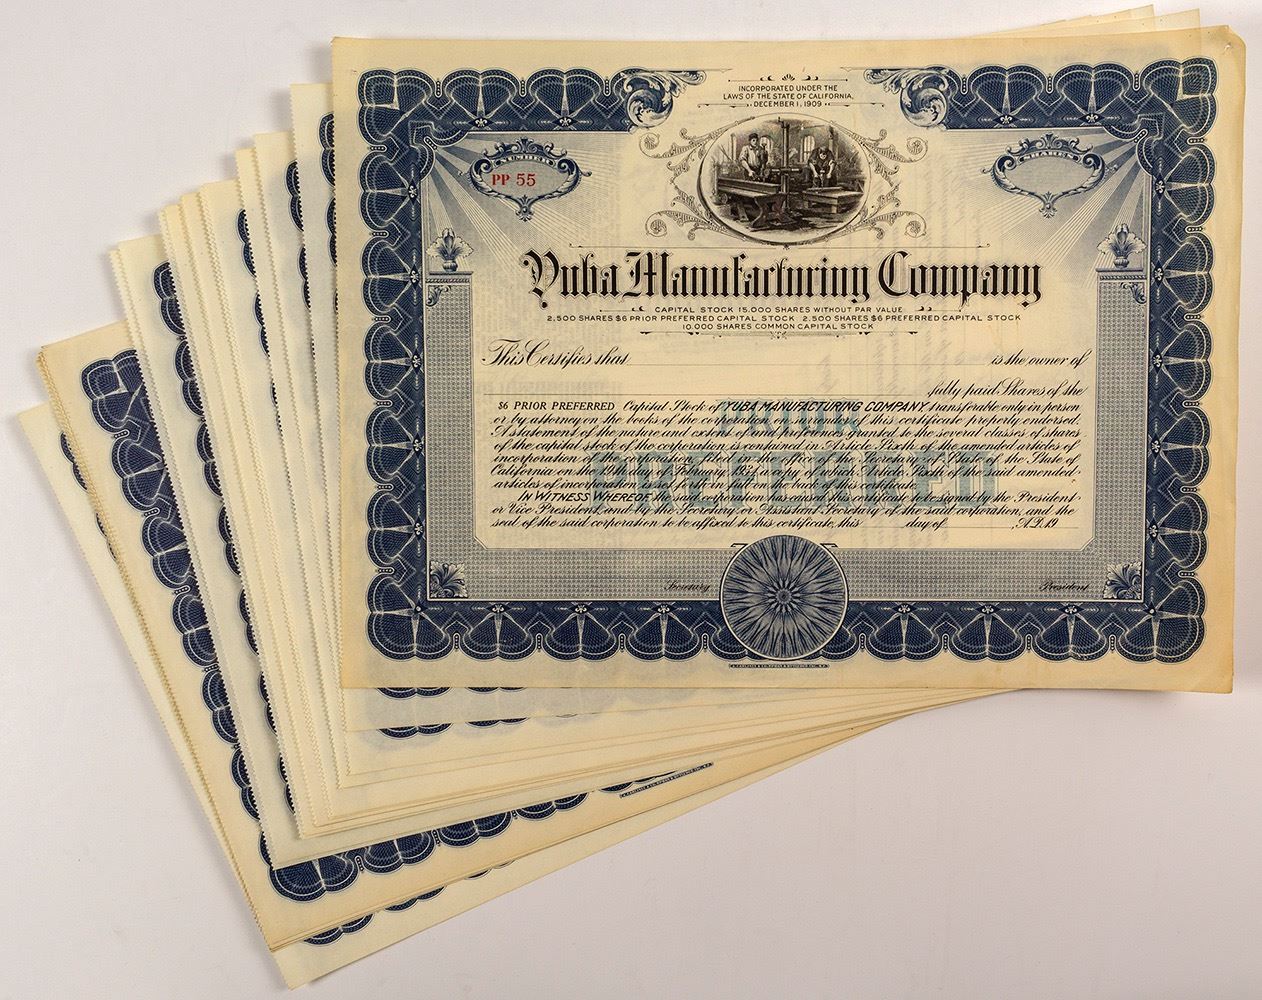 INCORPORATED UNDER THE
LAWS OF THE STATE OF CALIFORNIA,
DECEMBER 1, 1909
NUMBER
SHARES
PP 55
Yuba Manufacturing Company
CAPITAL STOCK 15,000 SHARES WITHOUT PAR VALUE
2,500 SHARES $6 PRIOR PREFERRED CAPITAL STOCK 2,500 SHARES $6 PREFERRED CAPITAL STOCK
10,000 SHARES COMMON CAPITAL STOCK
This Certifies that is the owner of
fully paid Shares of the
$6 PRIOR PREFERRED Capital Stock of YUBA MANUFACTURING COMPANY, transferable only in person
or by attorney on the books of the corporation on surrender of this certificate properly endorsed.
A statement of the nature and extent of and preferences granted to the several classes of shares
of the capital stock of the corporation is contained in Article Sixth of the amended articles of
incorporation of the corporation filed in the office of the Secretary of State of the State of
California on the 19th day of February a copy of which Article Sixth of the said amended
articles of incorporation is set forth in full on the back of this certificate.
IN WITNESS WHEREOF, the said corporation has caused this certificate to be signed by the President
or Vice President, and by the Secretary or Assistant Secretary of the said corporation, and the
seal of the said corporation to be affixed to this certificate, this day of , A.D. 19
PRIOR
PREFERRED
Secretary
President